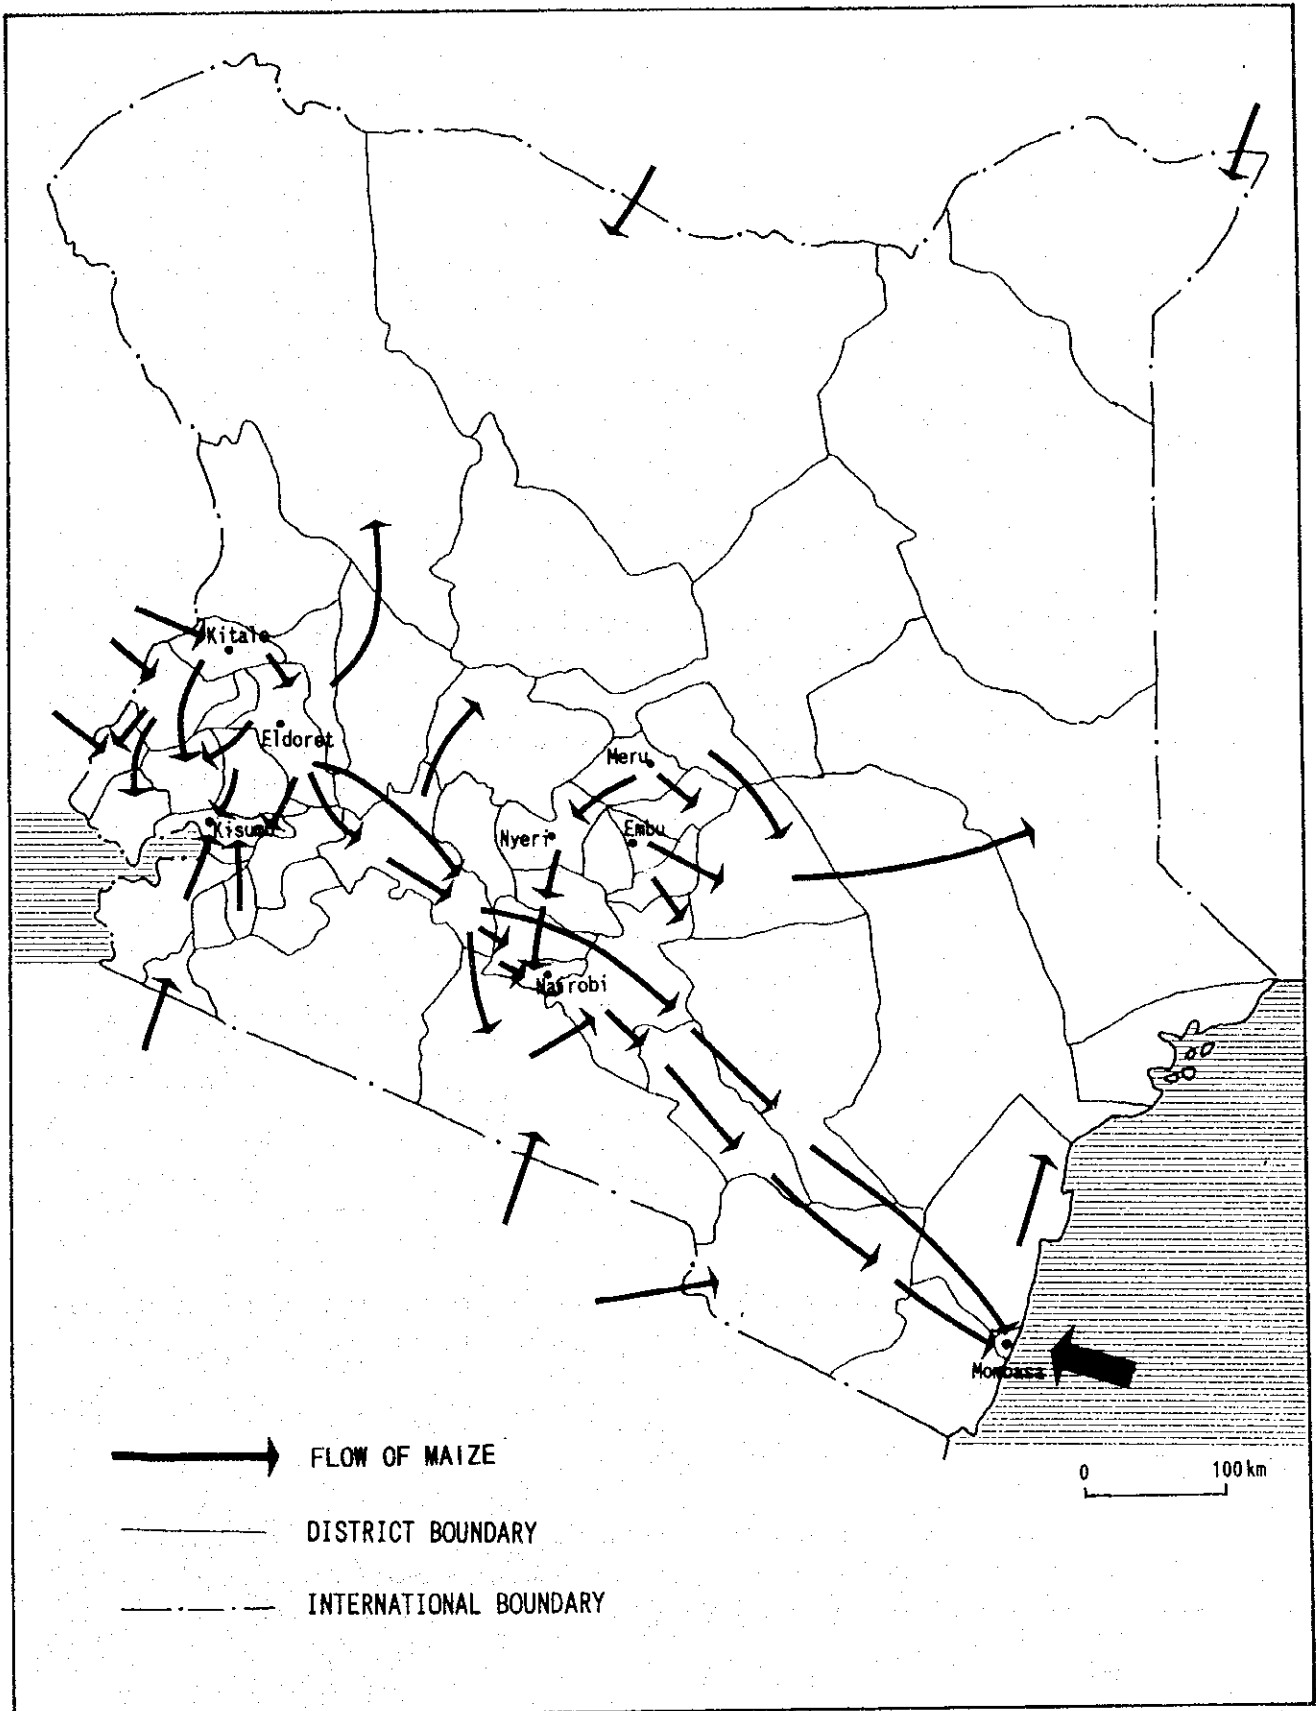 Kitale
Eldoret
Meru
Kisumu
Nyeri
Embu
Nairobi
Mombasa
FLOW OF MAIZE
0 100km
DISTRICT BOUNDARY
INTERNATIONAL BOUNDARY